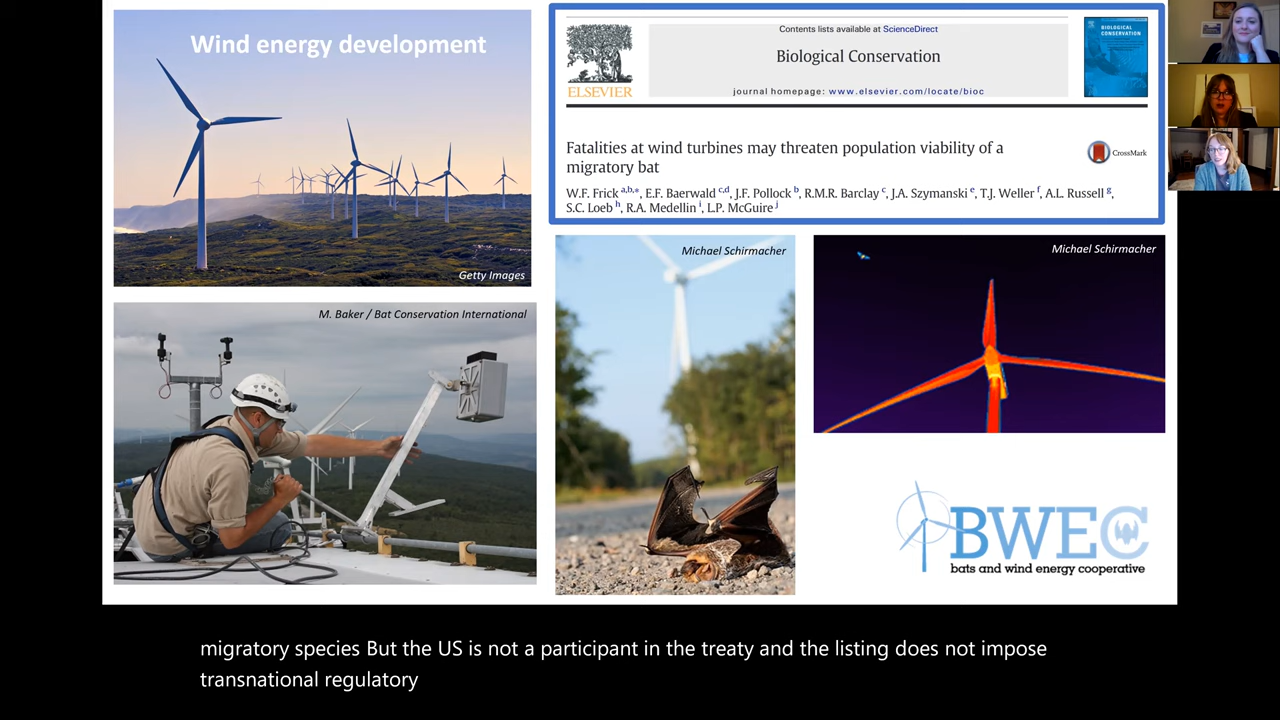 Wind energy development
Getty Images
Contents lists available at ScienceDirect
Biological Conservation
journal homepage: www.elsevier.com/locate/bioc
ELSEVIER
BIOLOGICAL
CONSERVATION
Fatalities at wind turbines may threaten population viability of a
migratory bat
CrossMark
W.F. Frick a,b,*, E.F. Baerwald c,d, J.F. Pollock b, R.M.R. Barclay c, J.A. Szymanski e, T.J. Weller f, A.L. Russell g,
S.C. Loeb h, R.A. Medellin i, L.P. McGuire j
M. Baker / Bat Conservation International
Michael Schirmacher
Michael Schirmacher
BWEC
bats and wind energy cooperative
migratory species But the US is not a participant in the treaty and the listing does not impose
transnational regulatory